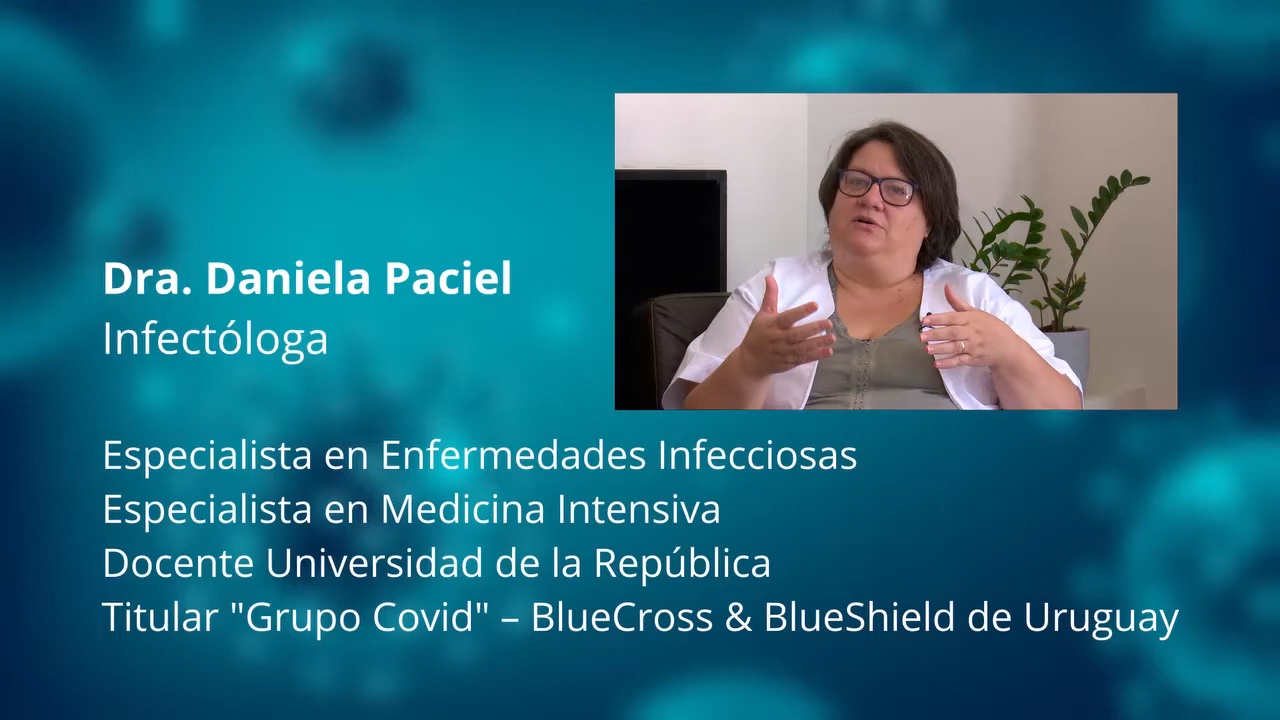 Dra. Daniela Paciel
Infectóloga
Especialista en Enfermedades Infecciosas
Especialista en Medicina Intensiva
Docente Universidad de la República
Titular "Grupo Covid" – BlueCross & BlueShield de Uruguay